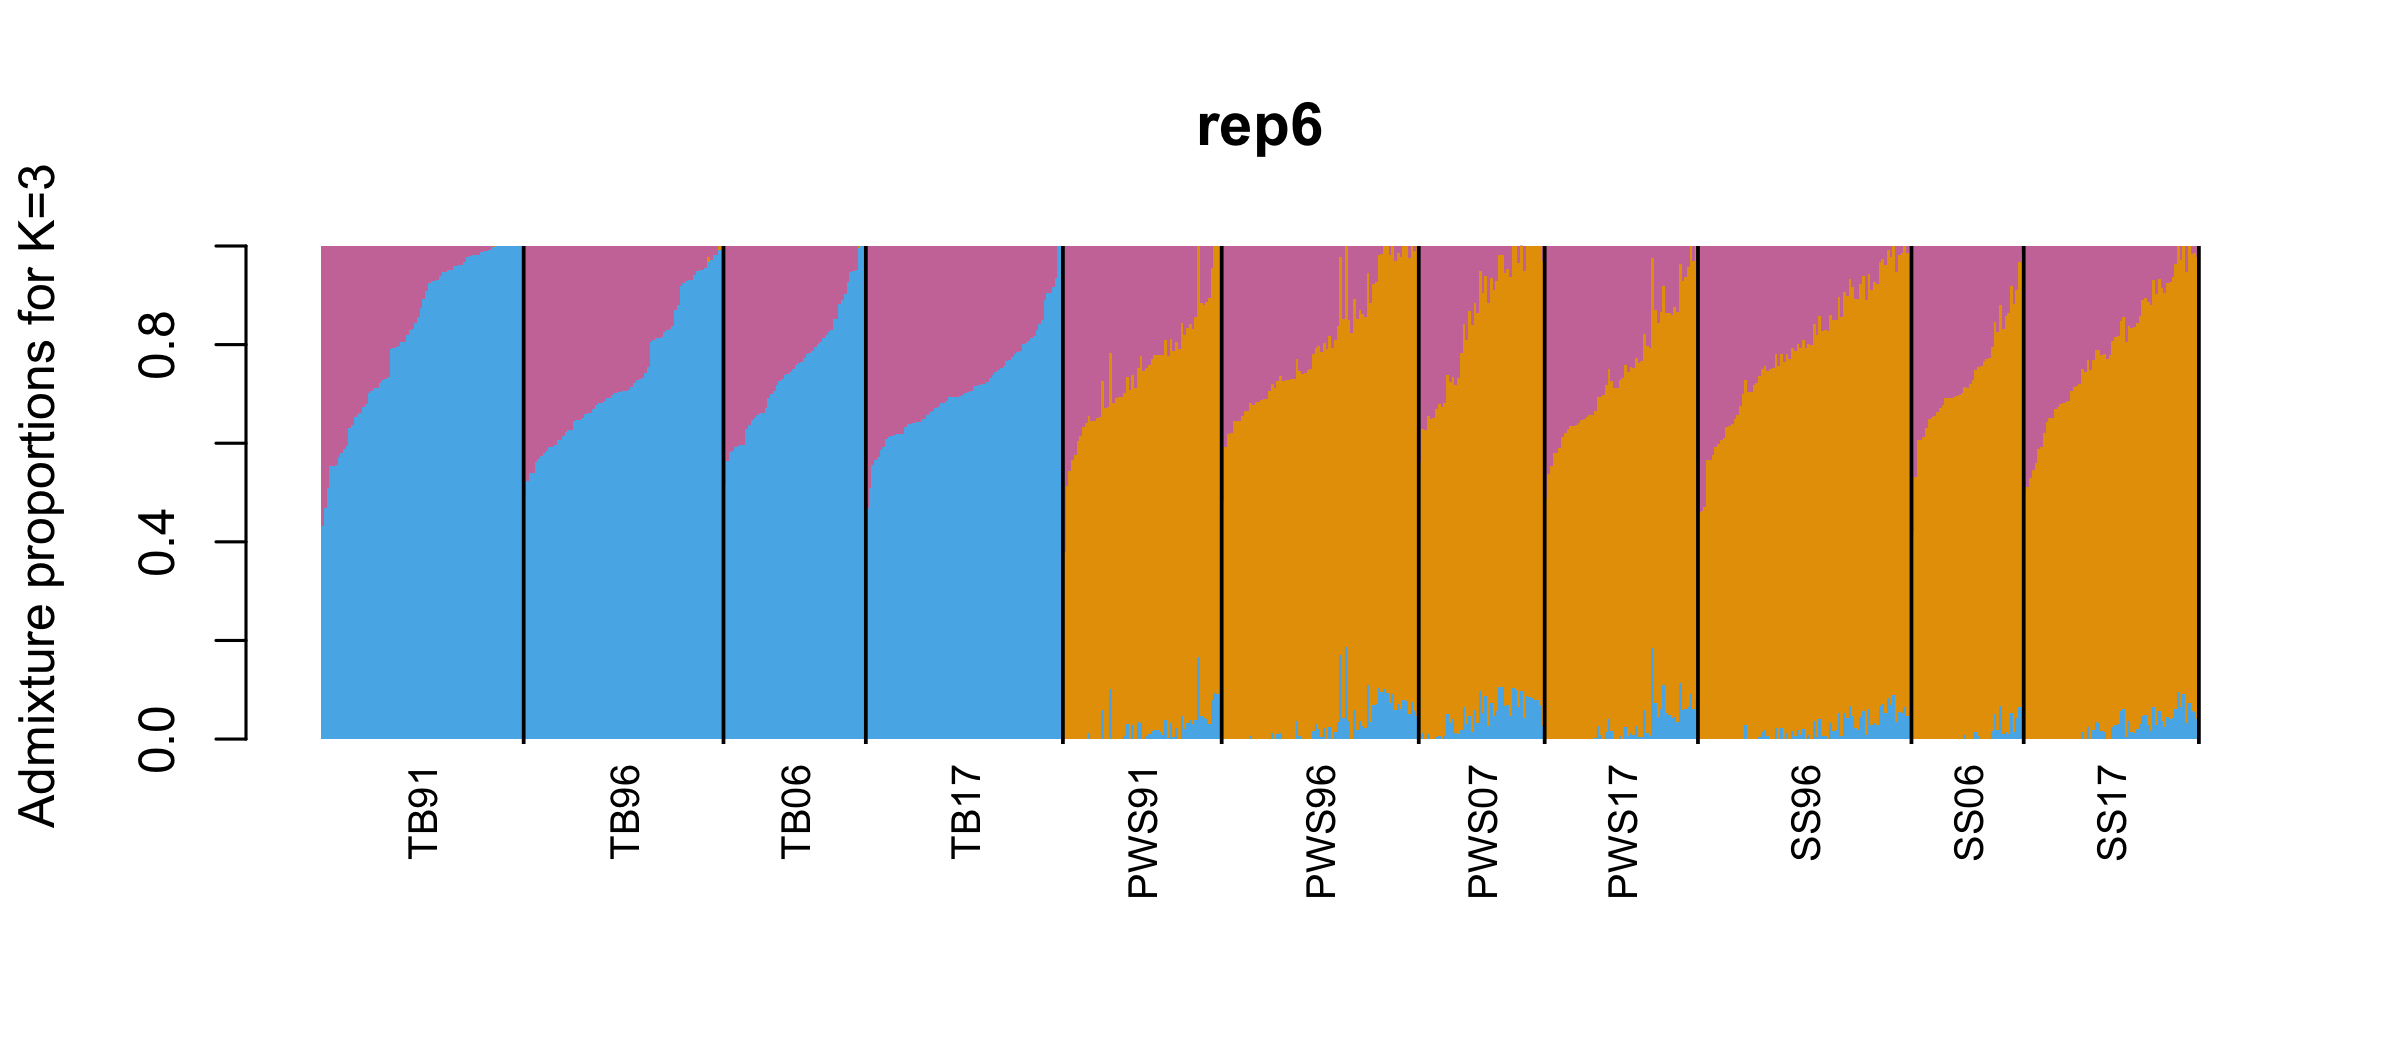 rep6
Admixture proportions for K=3
0.8
0.4
0.0
TB91
TB96
TB06
TB17
PWS91
PWS96
PWS07
PWS17
SS96
SS06
SS17